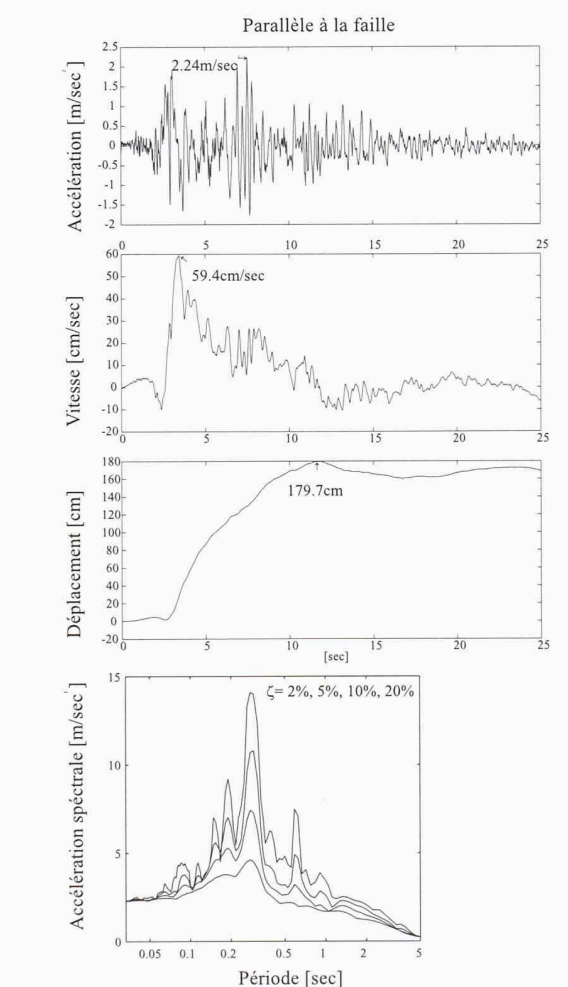 Parallèle à la faille
Accélération [m/sec']
2.5
2
1.5
1
0.5
0
-0.5
-1
-1.5
-2
2.24m/sec
0 5 10 15 20 25
Vitesse [cm/sec]
60
50
40
30
20
10
0
-10
-20
59.4cm/sec
0 5 10 15 20 25
Déplacement [cm]
180
160
140
120
100
80
60
40
20
0
-20
179.7cm
0 5 10 15 20 25
[sec]
Accélération spéctrale [m/sec']
15
10
5
0
ζ= 2%, 5%, 10%, 20%
0.05 0.1 0.2 0.5 1 2 5
Période [sec]